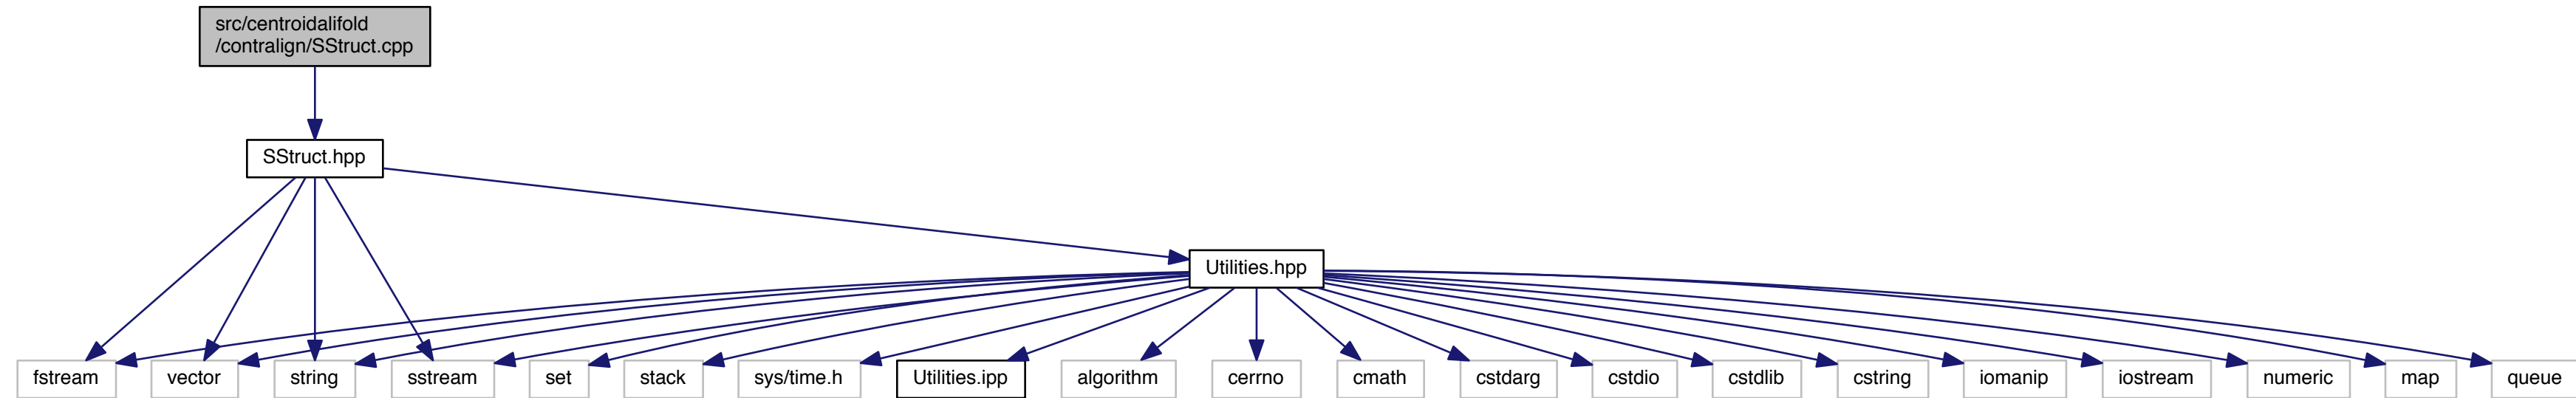 src/centroidalifold
/contralign/SStruct.cpp
SStruct.hpp
Utilities.hpp
fstream
vector
string
sstream
set
stack
sys/time.h
Utilities.ipp
algorithm
cerrno
cmath
cstdarg
cstdio
cstdlib
cstring
iomanip
iostream
numeric
map
queue